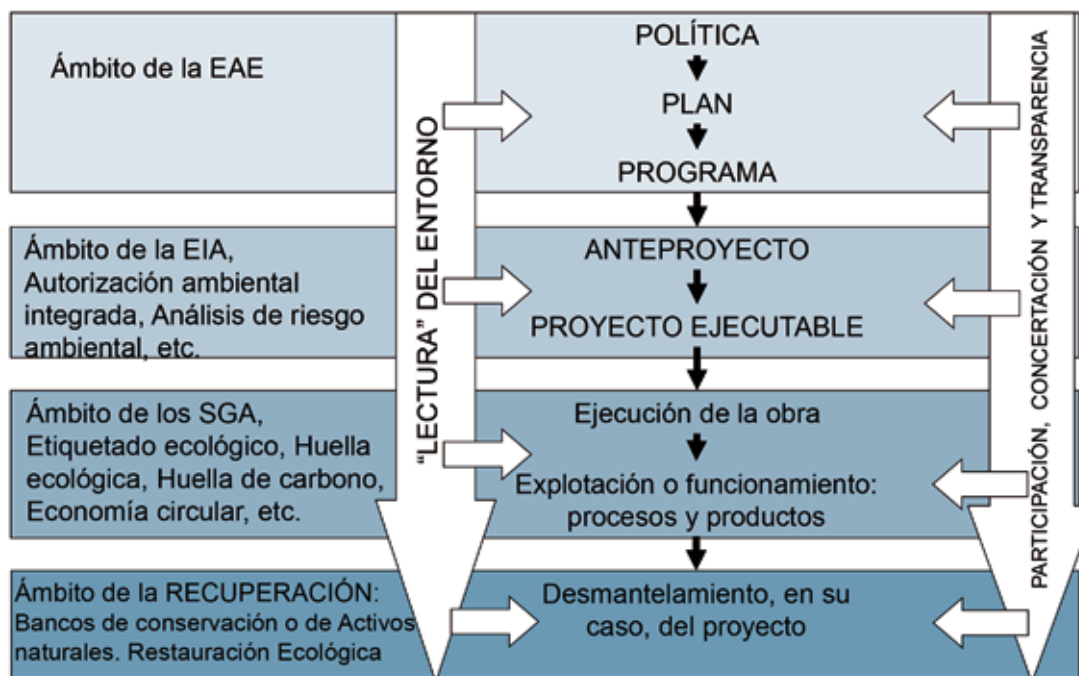 Ámbito de la EAE
POLÍTICA
PLAN
PROGRAMA
Ámbito de la EIA,
Autorización ambiental
integrada, Análisis de riesgo
ambiental, etc.
ANTEPROYECTO
PROYECTO EJECUTABLE
Ámbito de los SGA,
Etiquetado ecológico, Huella
ecológica, Huella de carbono,
Economía circular, etc.
Ejecución de la obra
Explotación o funcionamiento:
procesos y productos
Ámbito de la RECUPERACIÓN:
Bancos de conservación o de Activos
naturales. Restauración Ecológica
Desmantelamiento, en su
caso, del proyecto
"LECTURA" DEL ENTORNO
PARTICIPACIÓN, CONCERTACIÓN Y TRANSPARENCIA